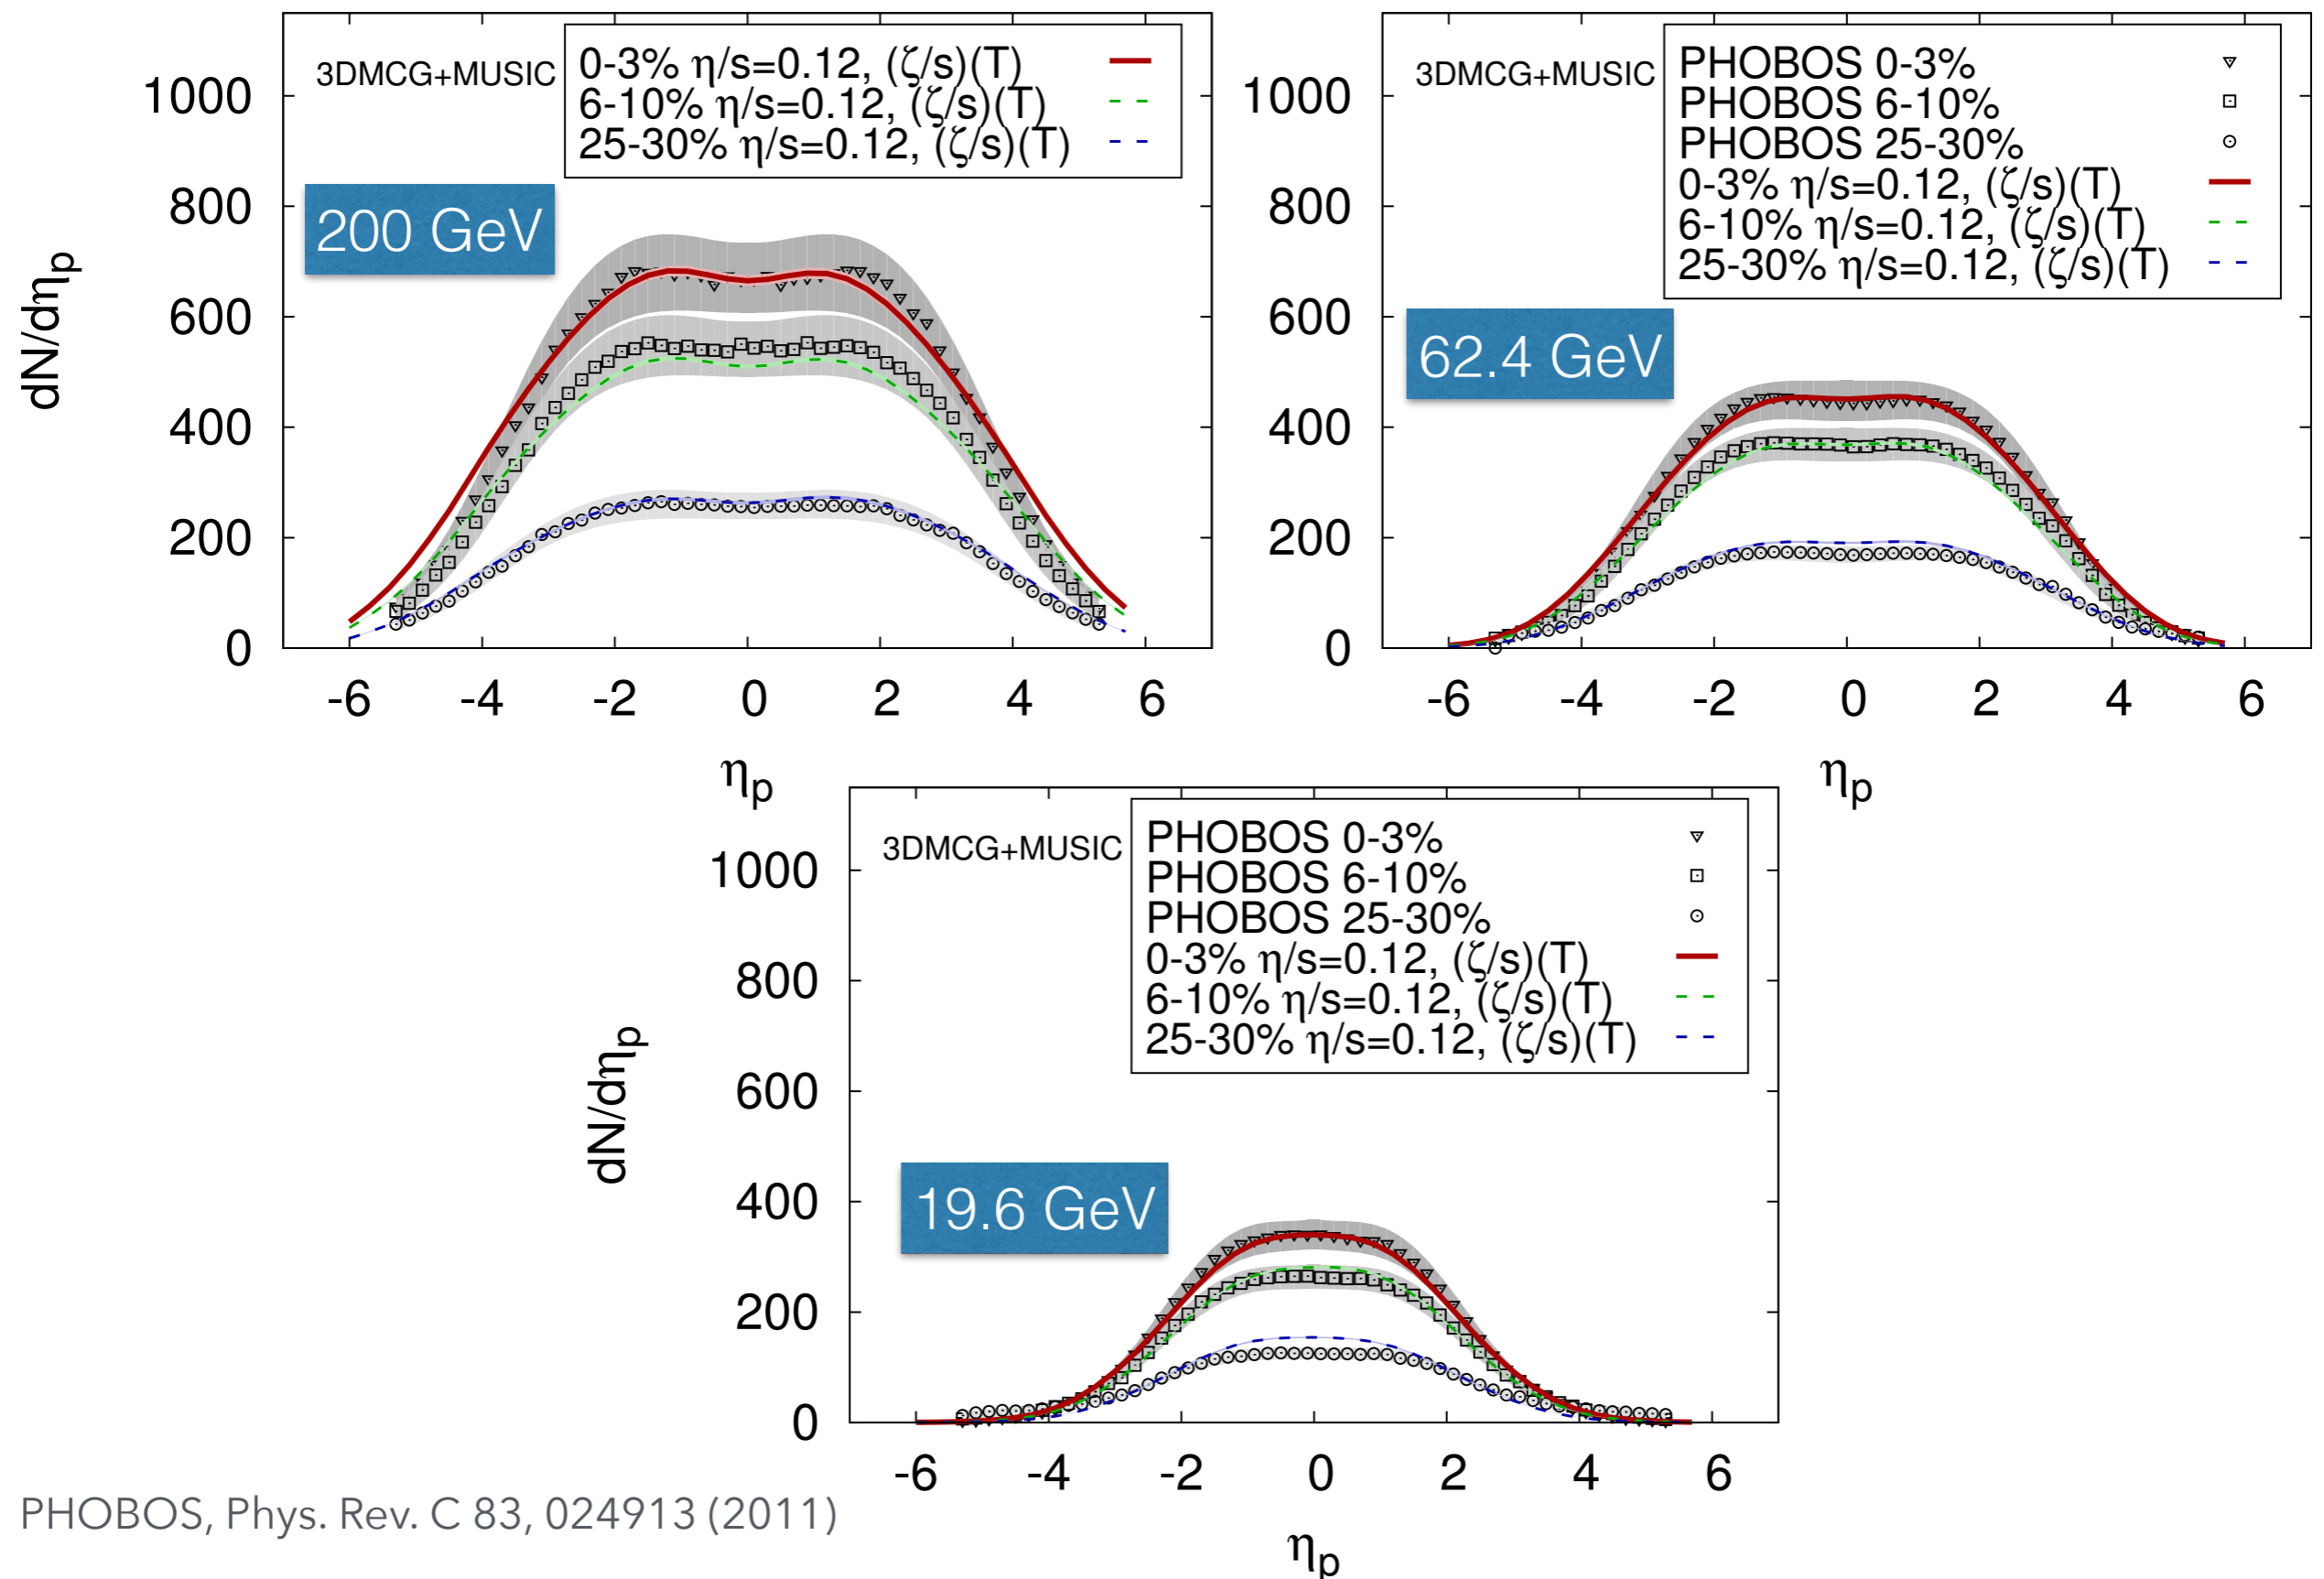 3DMCG+MUSIC
0-3% η/s=0.12, (ζ/s)(T)
6-10% η/s=0.12, (ζ/s)(T)
25-30% η/s=0.12, (ζ/s)(T)
200 GeV
dN/dηp
1000
800
600
400
200
0
-6 -4 -2 0 2 4 6
ηp
3DMCG+MUSIC
PHOBOS 0-3%
PHOBOS 6-10%
PHOBOS 25-30%
0-3% η/s=0.12, (ζ/s)(T)
6-10% η/s=0.12, (ζ/s)(T)
25-30% η/s=0.12, (ζ/s)(T)
62.4 GeV
1000
800
600
400
200
0
-6 -4 -2 0 2 4 6
ηp
3DMCG+MUSIC
PHOBOS 0-3%
PHOBOS 6-10%
PHOBOS 25-30%
0-3% η/s=0.12, (ζ/s)(T)
6-10% η/s=0.12, (ζ/s)(T)
25-30% η/s=0.12, (ζ/s)(T)
19.6 GeV
dN/dηp
1000
800
600
400
200
0
-6 -4 -2 0 2 4 6
ηp
PHOBOS, Phys. Rev. C 83, 024913 (2011)